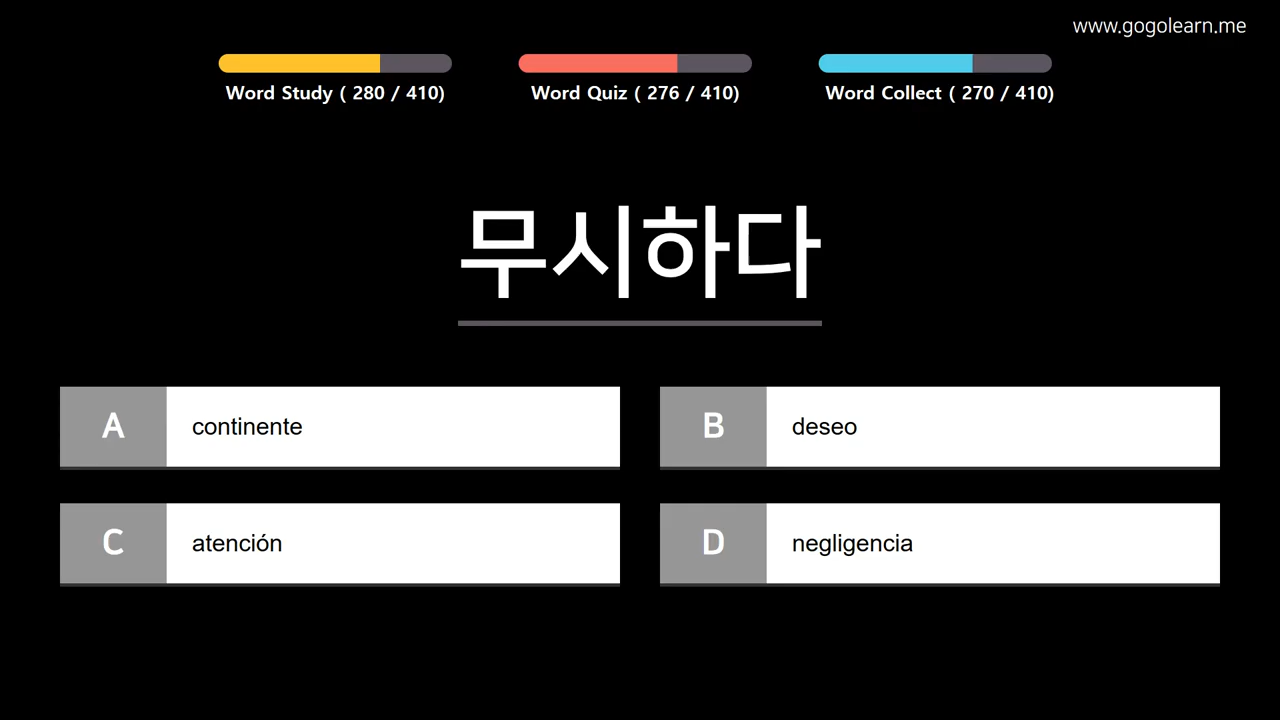 www.gogolearn.me
Word Study ( 280 / 410)
Word Quiz ( 276 / 410)
Word Collect ( 270 / 410)
무시하다
A continente
B deseo
C atención
D negligencia